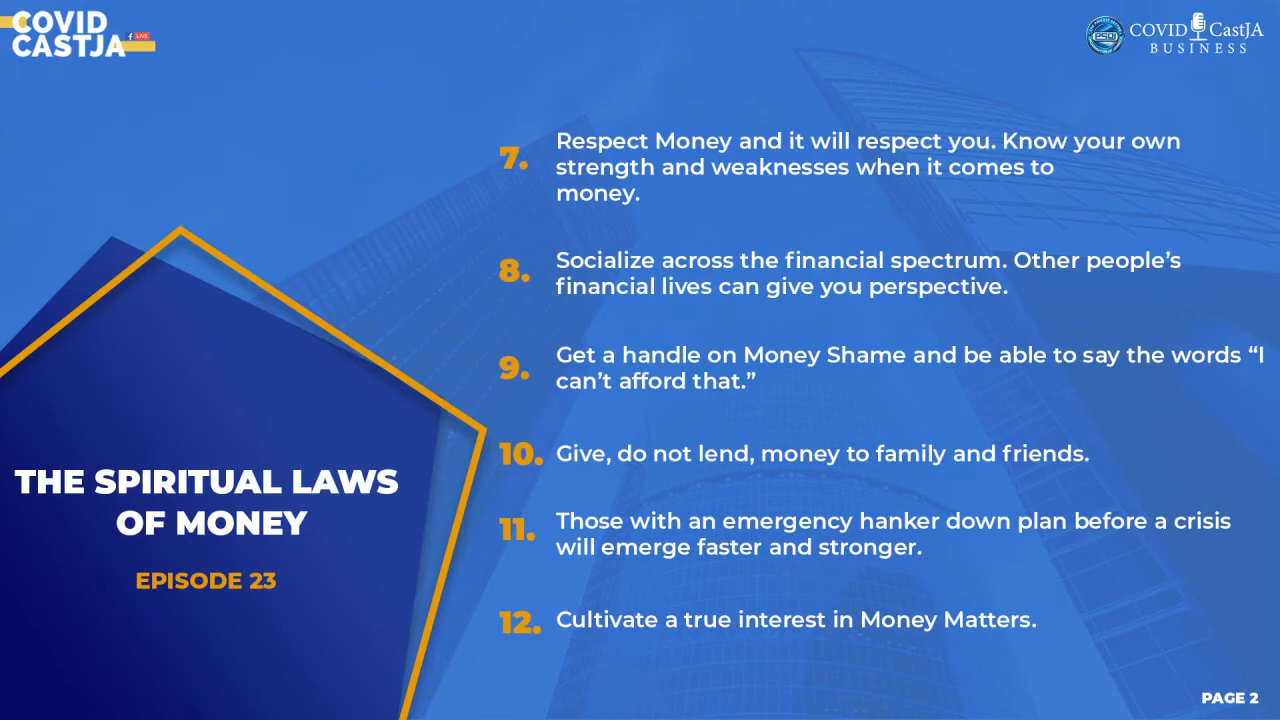 COVID
CASTJA
LIVE
PSOJ
COVID CastJA
BUSINESS
7.
Respect Money and it will respect you. Know your own
strength and weaknesses when it comes to
money.
8.
Socialize across the financial spectrum. Other people’s
financial lives can give you perspective.
9.
Get a handle on Money Shame and be able to say the words “I
can’t afford that.”
10.
Give, do not lend, money to family and friends.
11.
Those with an emergency hanker down plan before a crisis
will emerge faster and stronger.
12.
Cultivate a true interest in Money Matters.
THE SPIRITUAL LAWS
OF MONEY
EPISODE 23
PAGE 2